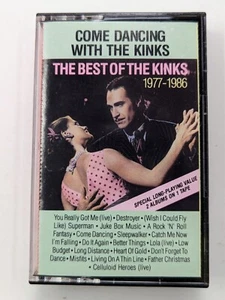 COME DANCING
WITH THE KINKS
THE BEST OF THE KINKS
1977-1986
SPECIAL LONG-PLAYING VALUE
2 ALBUMS ON 1 TAPE
You Really Got Me (live) • Destroyer • (Wish I Could Fly
Like) Superman • Juke Box Music • A Rock 'N' Roll
Fantasy • Come Dancing • Sleepwalker • Catch Me Now
I'm Falling • Do It Again • Better Things • Lola (live) • Low
Budget • Long Distance • Heart Of Gold • Don't Forget To
Dance • Misfits • Living On A Thin Line • Father Christmas
• Celluloid Heroes (live)